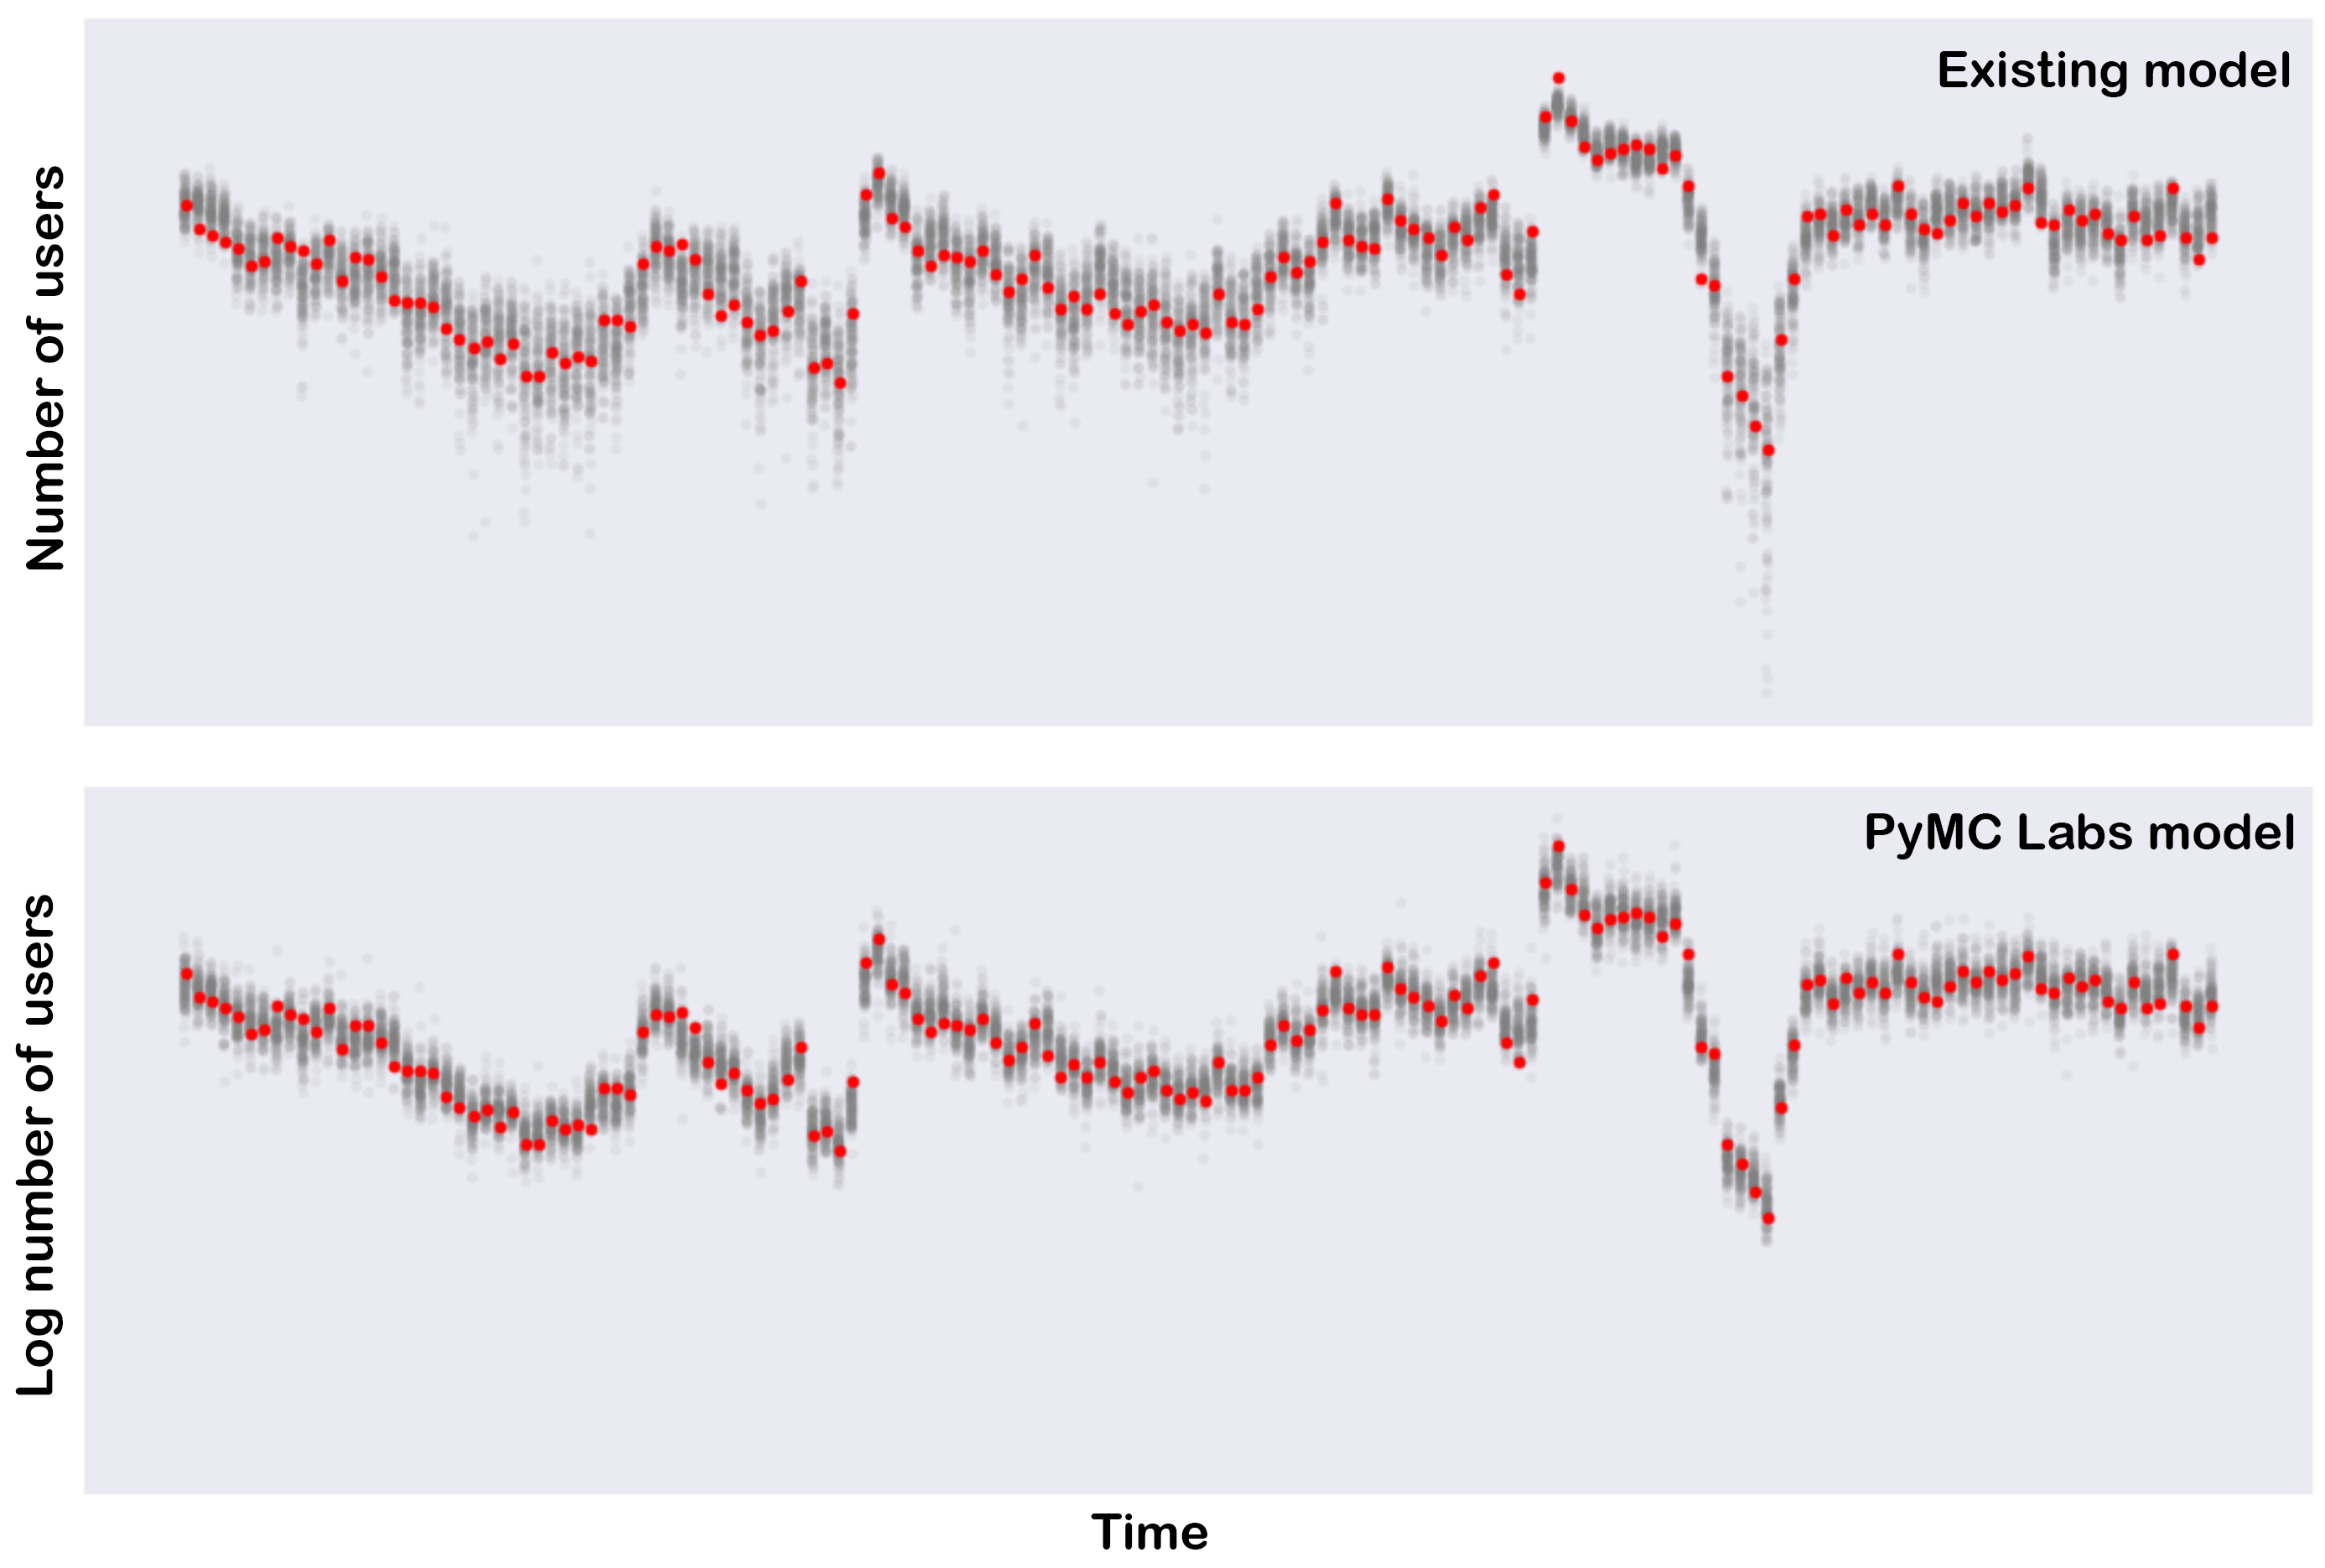 Existing model
Number of users
PyMC Labs model
Log number of users
Time